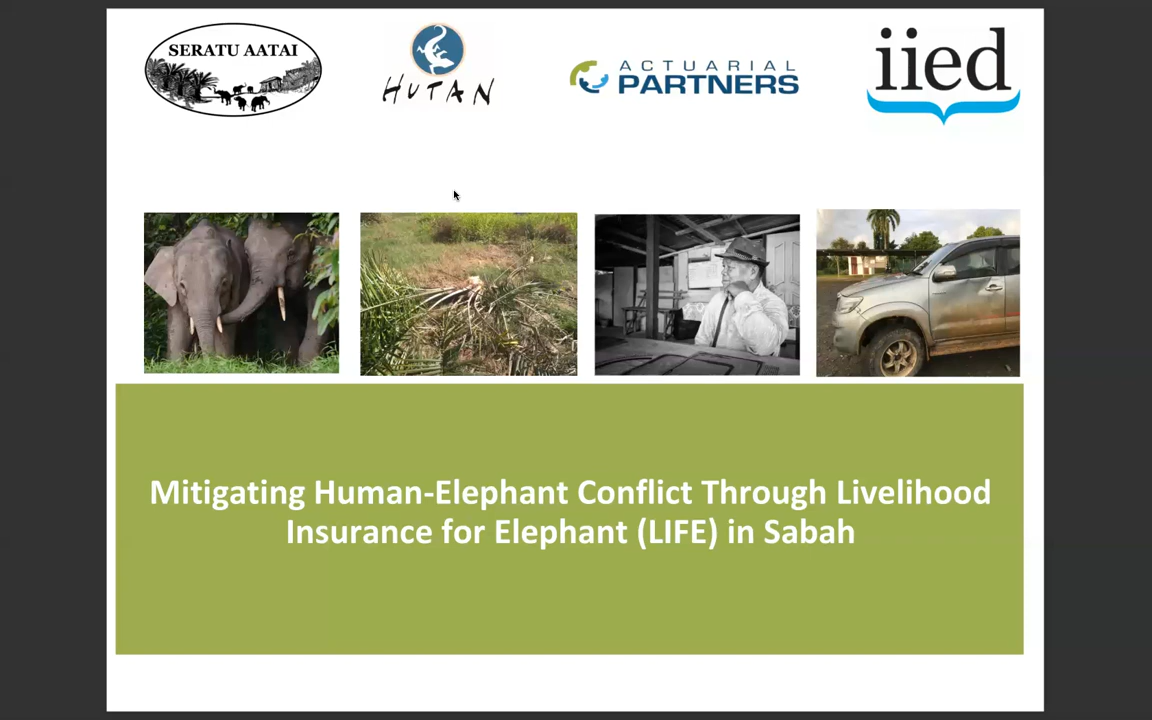 SERATU AATAI
HUTAN
ACTUARIAL
PARTNERS
iied
Mitigating Human-Elephant Conflict Through Livelihood
Insurance for Elephant (LIFE) in Sabah